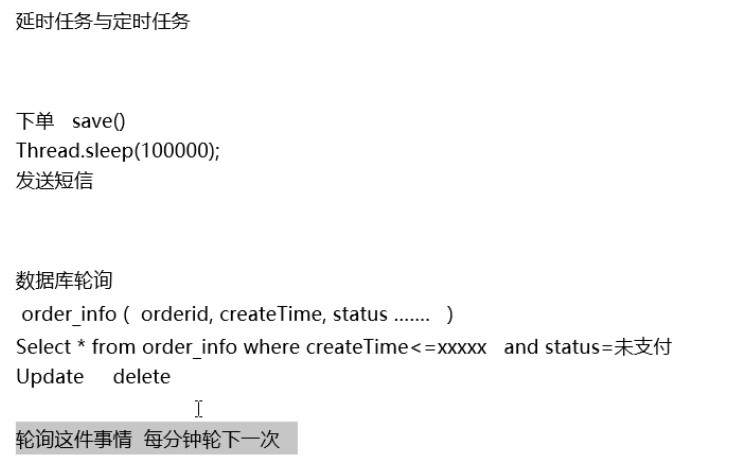 延时任务与定时任务
下单 save()
Thread.sleep(100000);
发送短信
数据库轮询
order_info ( orderid, createTime, status ....... )
Select * from order_info where createTime<=xxxxx and status=未支付
Update delete
轮询这件事情 每分钟轮下一次